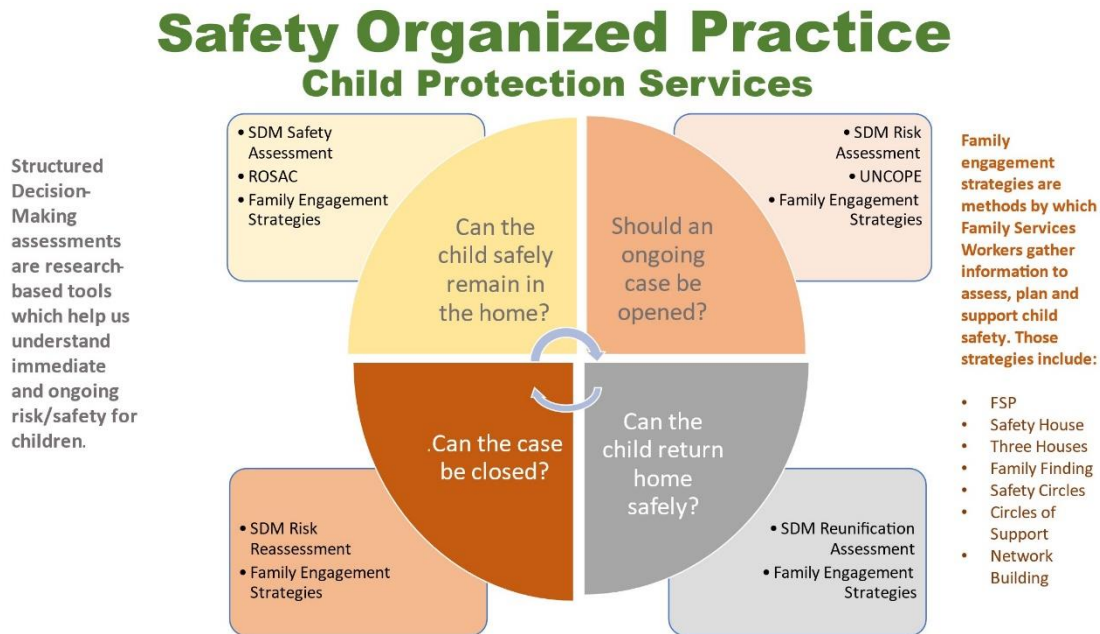 Safety Organized Practice
Child Protection Services
Structured
Decision-
Making
assessments
are research-
based tools
which help us
understand
immediate
and ongoing
risk/safety for
children.
• SDM Safety
Assessment
• ROSAC
• Family Engagement
Strategies
Can the
child safely
remain in
the home?
Should an
ongoing
case be
opened?
• SDM Risk
Assessment
• UNCOPE
• Family Engagement
Strategies
.Can the case
be closed?
Can the
child return
home
safely?
• SDM Risk
Reassessment
• Family Engagement
Strategies
• SDM Reunification
Assessment
• Family Engagement
Strategies
Family
engagement
strategies are
methods by which
Family Services
Workers gather
information to
assess, plan and
support child
safety. Those
strategies include:
• FSP
• Safety House
• Three Houses
• Family Finding
• Safety Circles
• Circles of
Support
• Network
Building